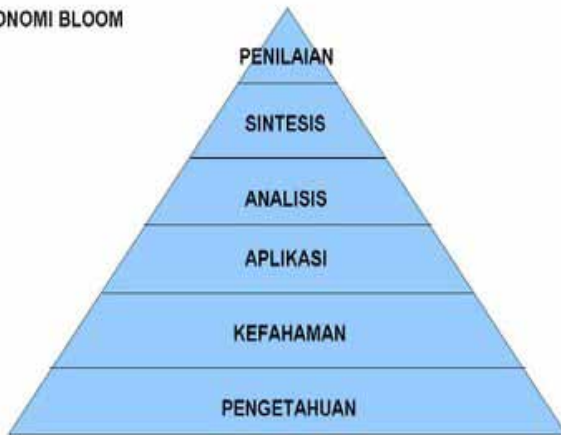 ONOMI BLOOM
PENILAIAN
SINTESIS
ANALISIS
APLIKASI
KEFAHAMAN
PENGETAHUAN